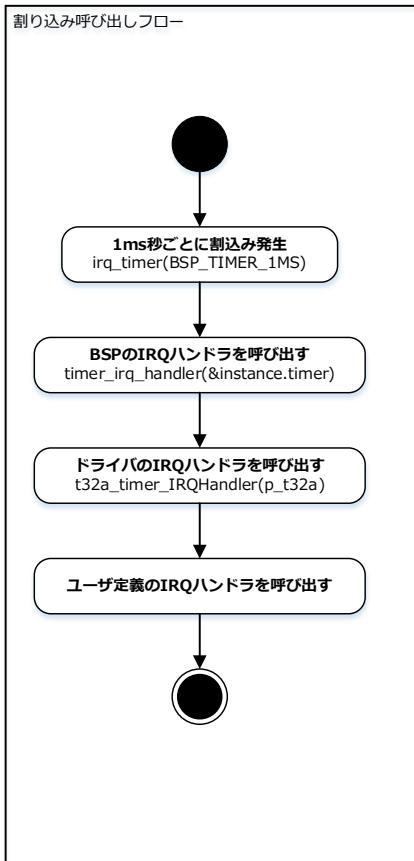 割り込み呼び出しフロー
1ms秒ごとに割込み発生
irq_timer(BSP_TIMER_1MS)
BSPのIRQハンドラを呼び出す
timer_irq_handler(&instance.timer)
ドライバのIRQハンドラを呼び出す
t32a_timer_IRQHandler(p_t32a)
ユーザ定義のIRQハンドラを呼び出す